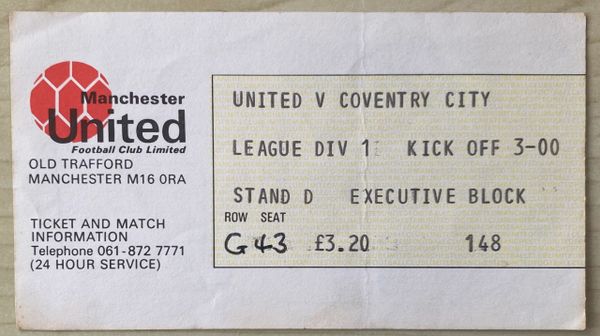 Manchester
United
Football Club Limited
OLD TRAFFORD
MANCHESTER M16 0RA
TICKET AND MATCH
INFORMATION
Telephone 061-872 7771
(24 HOUR SERVICE)
UNITED V COVENTRY CITY
LEAGUE DIV 1 KICK OFF 3-00
STAND D EXECUTIVE BLOCK
ROW SEAT
G 43 £3.20 148